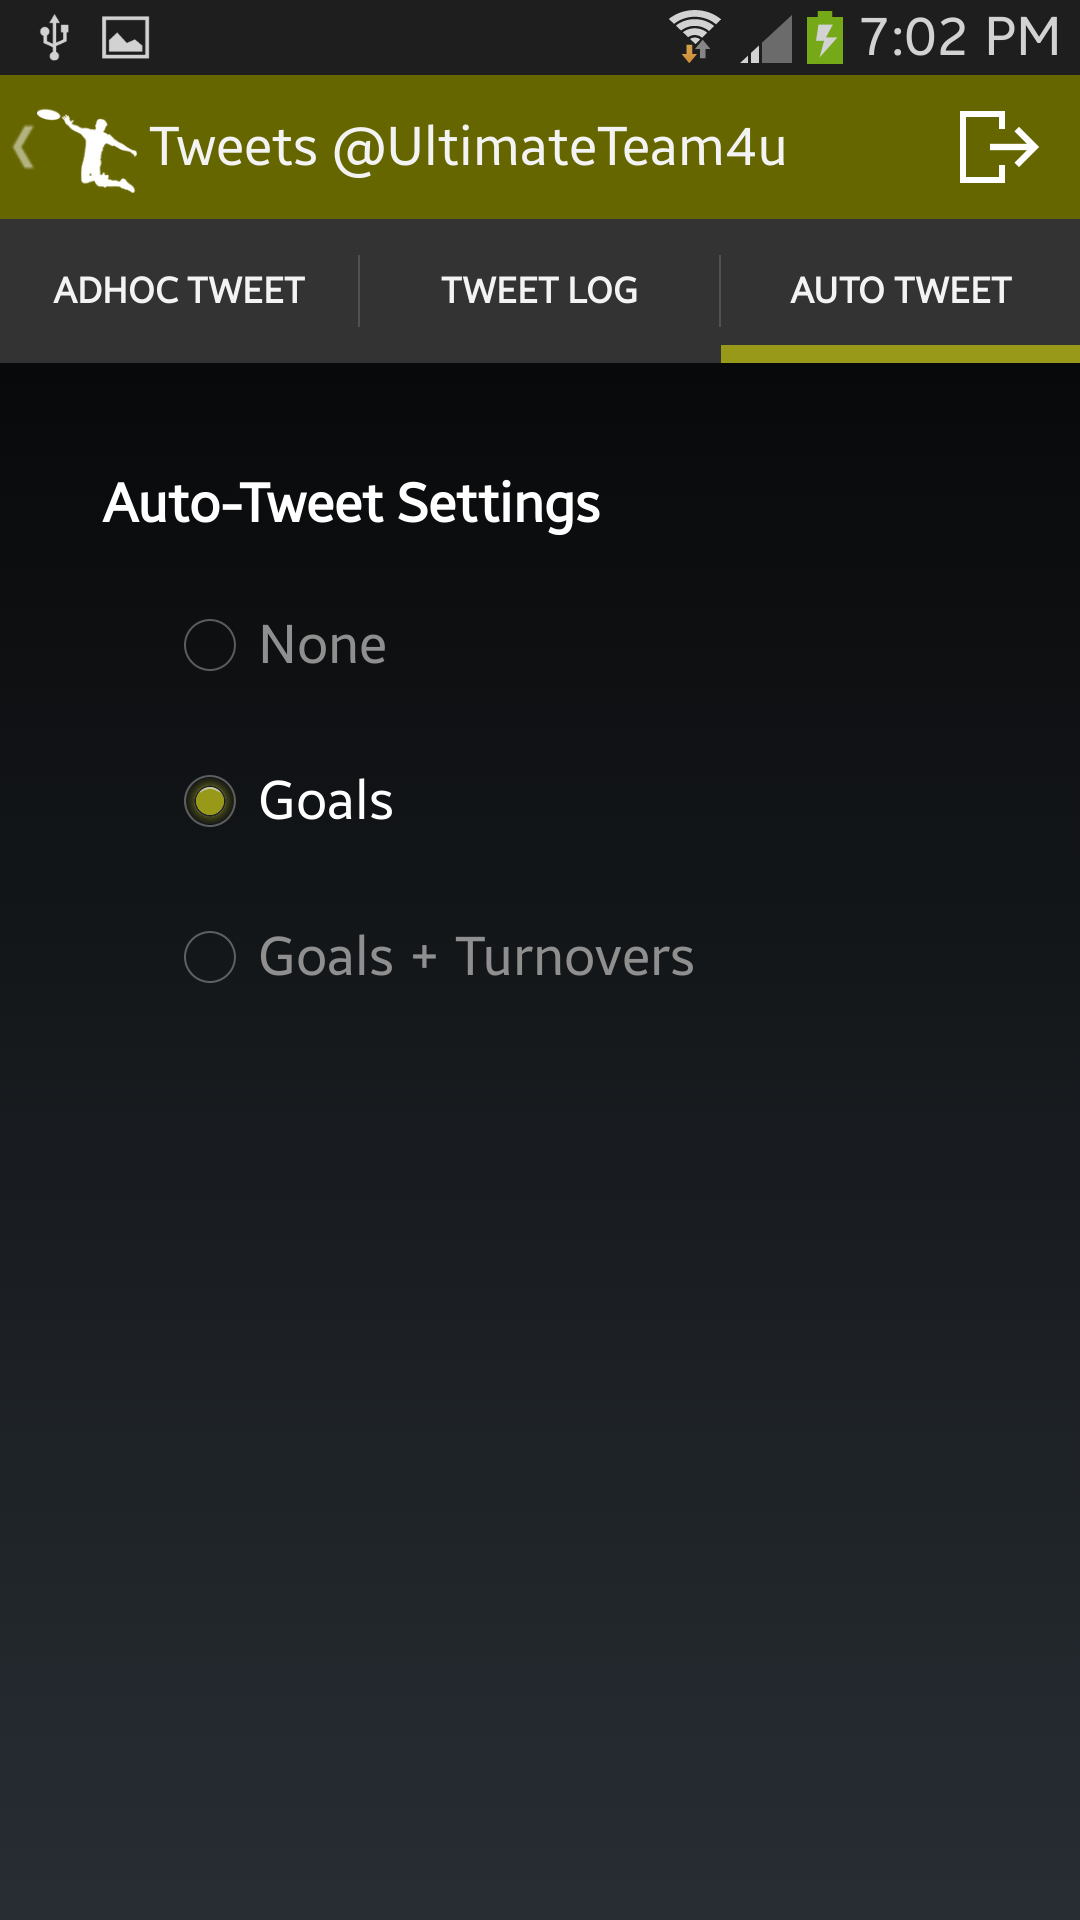 7:02 PM
Tweets @UltimateTeam4u
ADHOC TWEET
TWEET LOG
AUTO TWEET
Auto-Tweet Settings
None
Goals
Goals + Turnovers